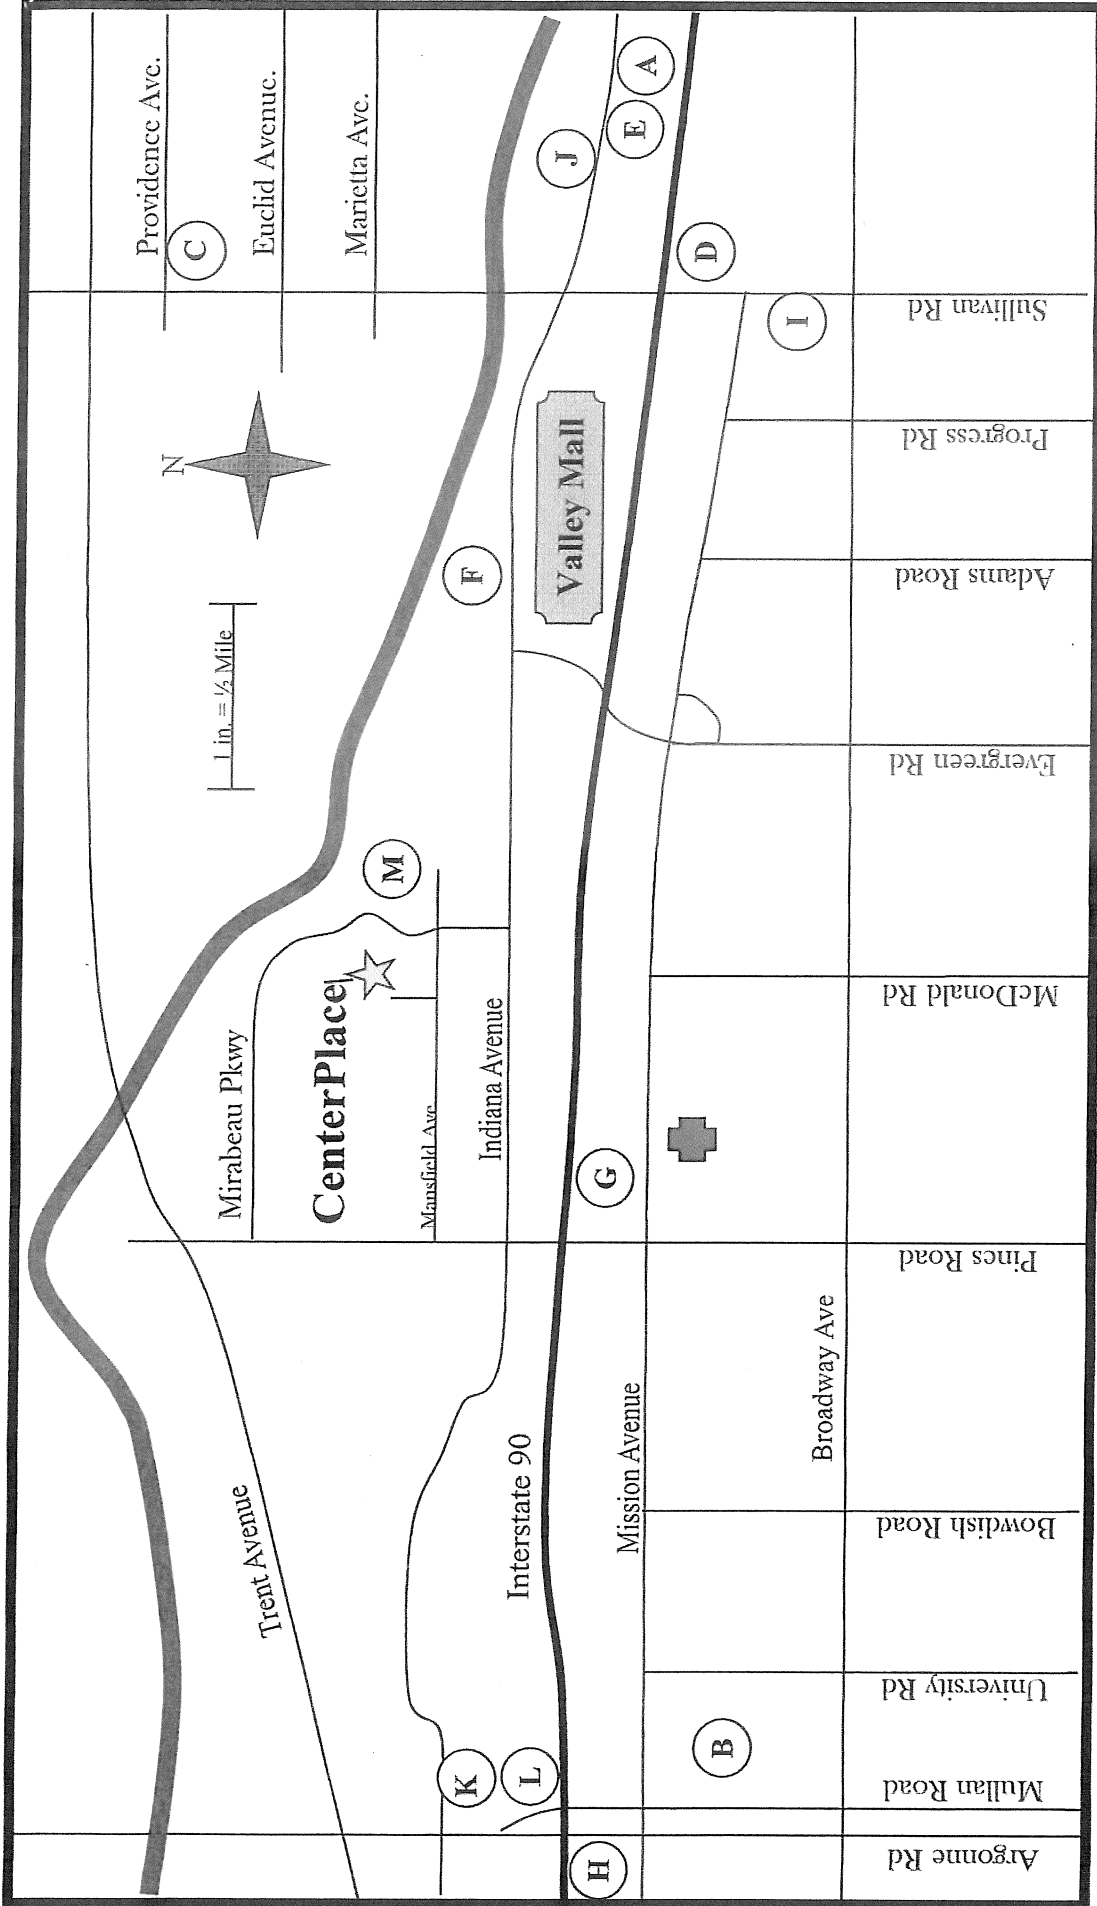 Providence Ave.
C
Euclid Avenue.
Marietta Ave.
J
E
A
D
I
Sullivan Rd
N
Valley Mall
F
Progress Rd
Adams Road
1 in. = ½ Mile
Evergreen Rd
M
Mirabeau Pkwy
CenterPlace
Mansfield Ave
Indiana Avenue
McDonald Rd
G
Pines Road
Trent Avenue
Interstate 90
Mission Avenue
Broadway Ave
Bowdish Road
University Rd
K
L
B
Mullan Road
H
Argonne Rd